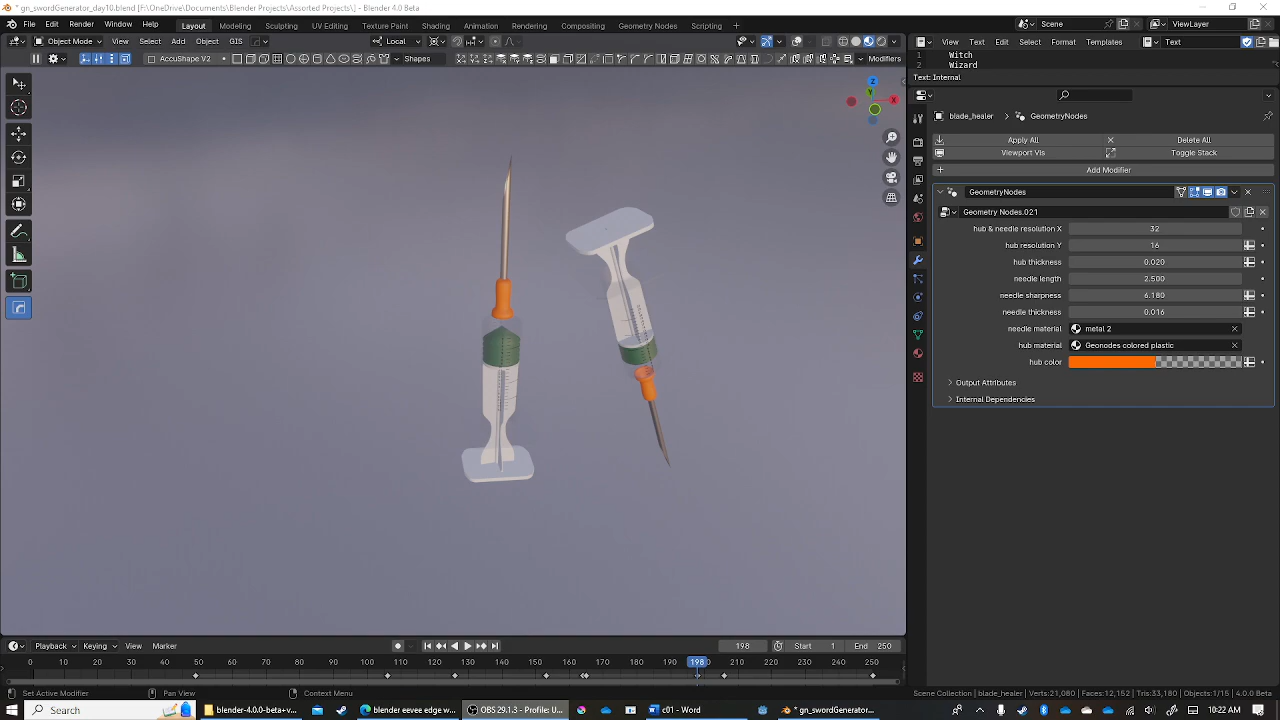 * gn_swordGenerator_day10.blend [F:\OneDrive\Documents\Blender Projects\Assorted Projects\] - Blender 4.0 Beta
File Edit Render Window Help Layout Modeling Sculpting UV Editing Texture Paint Shading Animation Rendering Compositing Geometry Nodes Scripting Scene ViewLayer
Object Mode View Select Add Object GIS Local View Text Edit Select Format Templates Text
AccuShape V2 Shapes Modifiers
1 Witch
2 Wizard
Text: Internal
Z
Y
X
blade_healer > GeometryNodes
Apply All Delete All
Viewport Vis Toggle Stack
Add Modifier
GeometryNodes
Geometry Nodes.021
hub & needle resolution X 32
hub resolution Y 16
hub thickness 0.020
needle length 2.500
needle sharpness 6.180
needle thickness 0.016
needle material metal 2
hub material Geonodes colored plastic
hub color
Output Attributes
Internal Dependencies
Playback Keying View Marker 198 Start 1 End 250
0 10 20 30 40 50 60 70 80 90 100 110 120 130 140 150 160 170 180 190 198 210 220 230 240 250
Set Active Modifier Pan View Context Menu Scene Collection | blade_healer | Verts:21,080 | Faces:12,152 | Tris:33,180 | Objects:1/15 | 4.0.0 Beta
Search blender-4.0.0-beta+v... blender eevee edge w... OBS 29.1.3 - Profile: U... c01 - Word * gn_swordGenerator... 10:22 AM